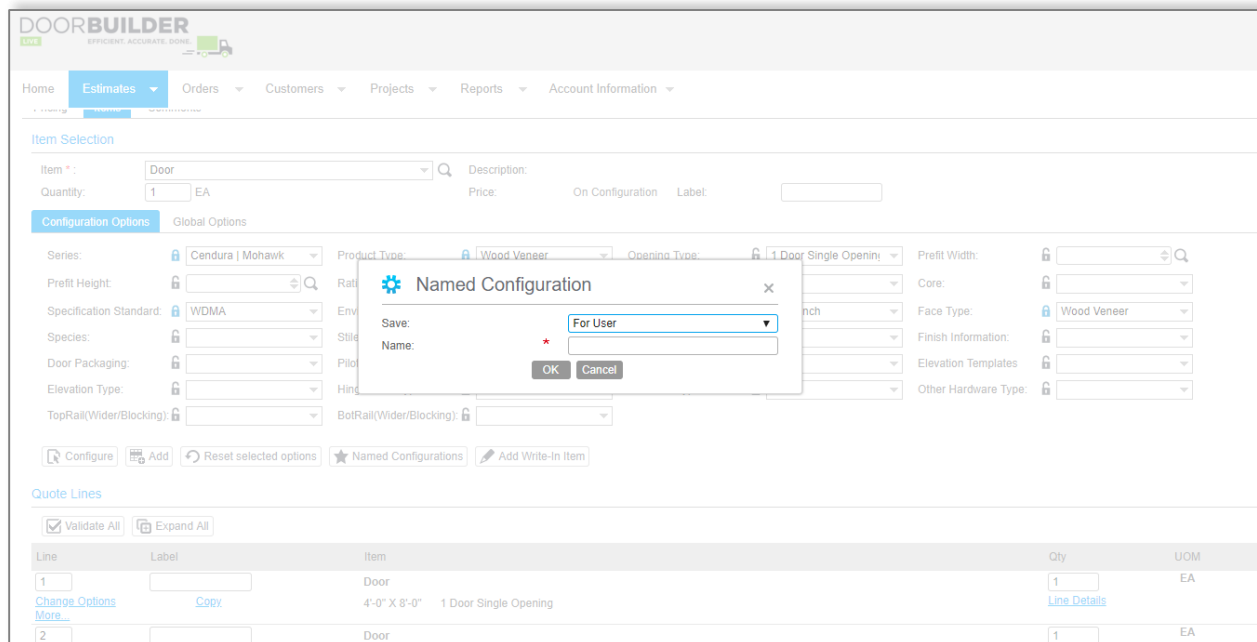 DOORBUILDER
LIVE EFFICIENT. ACCURATE. DONE.
Home Estimates Orders Customers Projects Reports Account Information
Item Selection
Item * : Door Description:
Quantity: 1 EA Price: On Configuration Label:
Configuration Options Global Options
Series: Cendura | Mohawk Product Type: Wood Veneer Opening Type: 1 Door Single Opening Prefit Width:
Prefit Height: Core:
Named Configuration
Specification Standard: WDMA Face Type: Wood Veneer
Save: For User
Species: Finish Information:
Name: *
Door Packaging: Elevation Templates
OK Cancel
Elevation Type: Other Hardware Type:
TopRail(Wider/Blocking): BotRail(Wider/Blocking):
Configure Add Reset selected options Named Configurations Add Write-In Item
Quote Lines
Validate All Expand All
Line Label Item Qty UOM
1 Door 1 EA
Change Options Copy 4'-0" X 8'-0" 1 Door Single Opening Line Details
More...
2 Door 1 EA